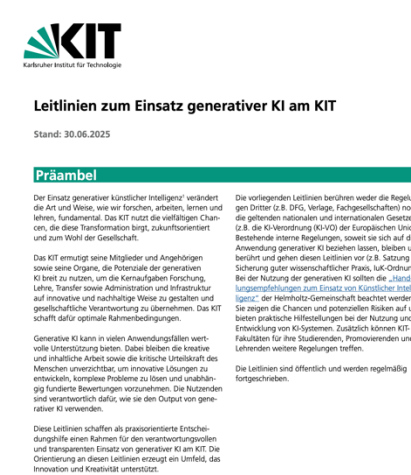 KIT
Karlsruher Institut für Technologie
Leitlinien zum Einsatz generativer KI am KIT
Stand: 30.06.2025
Präambel
Der Einsatz generativer künstlicher Intelligenz¹ verändert
die Art und Weise, wie wir forschen, arbeiten, lernen und
lehren, fundamental. Das KIT nutzt die vielfältigen Chan-
cen, die diese Transformation birgt, zukunftsorientiert
und zum Wohl der Gesellschaft.
Das KIT ermutigt seine Mitglieder und Angehörigen
sowie seine Organe, die Potenziale der generativen
KI breit zu nutzen, um die Kernaufgaben Forschung,
Lehre, Transfer sowie Administration und Infrastruktur
auf innovative und nachhaltige Weise zu gestalten und
gesellschaftliche Verantwortung zu übernehmen. Das KIT
schafft dafür optimale Rahmenbedingungen.
Generative KI kann in vielen Anwendungsfällen wert-
volle Unterstützung bieten. Dabei bleiben die kreative
und inhaltliche Arbeit sowie die kritische Urteilskraft des
Menschen unverzichtbar, um innovative Lösungen zu
entwickeln, komplexe Probleme zu lösen und unabhän-
gig fundierte Bewertungen vorzunehmen. Die Nutzenden
sind verantwortlich dafür, wie sie den Output von gene-
rativer KI verwenden.
Diese Leitlinien schaffen als praxisorientierte Entschei-
dungshilfe einen Rahmen für den verantwortungsvollen
und transparenten Einsatz von generativer KI am KIT. Die
Orientierung an diesen Leitlinien erzeugt ein Umfeld, das
Innovation und Kreativität unterstützt.
Die vorliegenden Leitlinien berühren weder die Regelu
gen Dritter (z.B. DFG, Verlage, Fachgesellschaften) no
die geltenden nationalen und internationalen Gesetze
(z.B. die KI-Verordnung (KI-VO) der Europäischen Unio
Bestehende interne Regelungen, soweit sie sich auf d
Anwendung generativer KI beziehen lassen, bleiben u
berührt und gehen diesen Leitlinien vor (z.B. Satzung
Sicherung guter wissenschaftlicher Praxis, IuK-Ordnun
Bei der Nutzung der generativen KI sollten die „Hand
lungsempfehlungen zum Einsatz von Künstlicher Intel
ligenz“ der Helmholtz-Gemeinschaft beachtet werden
Sie zeigen die Chancen und potenziellen Risiken auf u
bieten praktische Hilfestellungen bei der Nutzung und
Entwicklung von KI-Systemen. Zusätzlich können KIT-
Fakultäten für ihre Studierenden, Promovierenden und
Lehrenden weitere Regelungen treffen.
Die Leitlinien sind öffentlich und werden regelmäßig
fortgeschrieben.